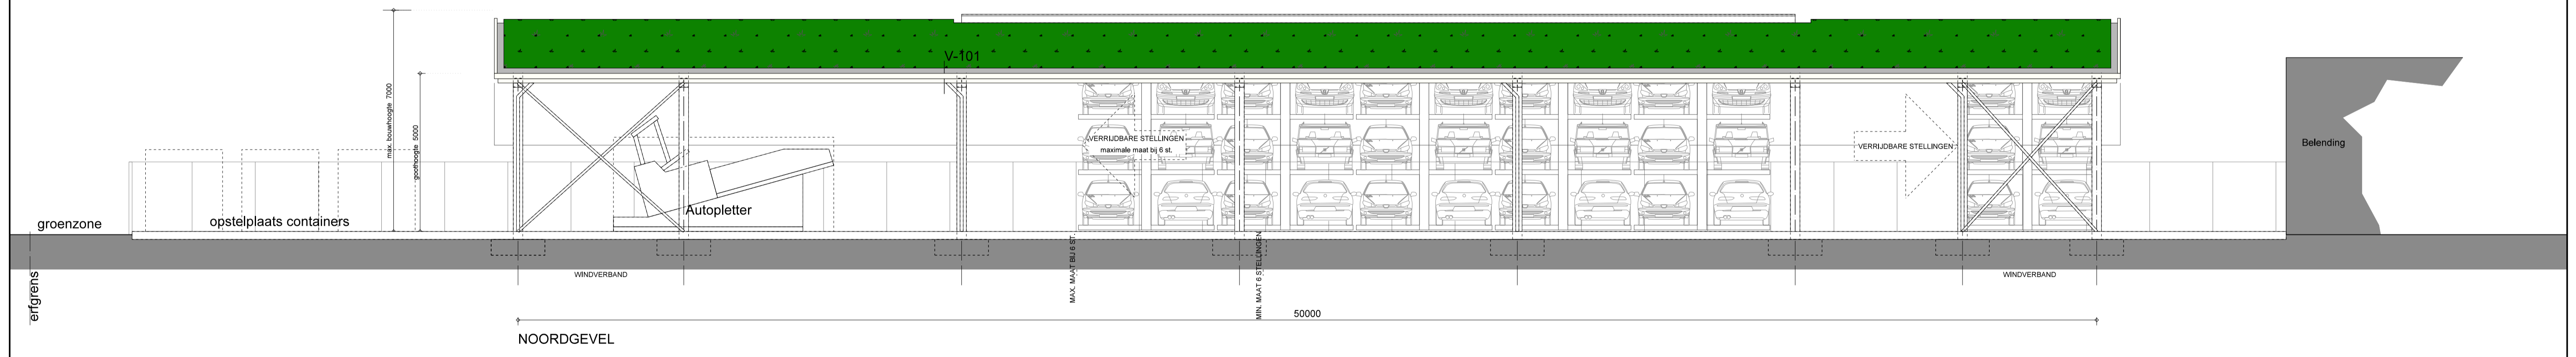 V-101
max. bouwhoogte 7000
goothoogte 5000
VERRIJDBARE STELLINGEN
maximale maat bij 6 st.
VERRIJDBARE STELLINGEN
Belending
Autopletter
groenzone
opstelplaats containers
erfgrens
WINDVERBAND
MAX. MAAT BIJ 6 ST.
MIN. MAAT 6 STELLINGEN
WINDVERBAND
50000
NOORDGEVEL